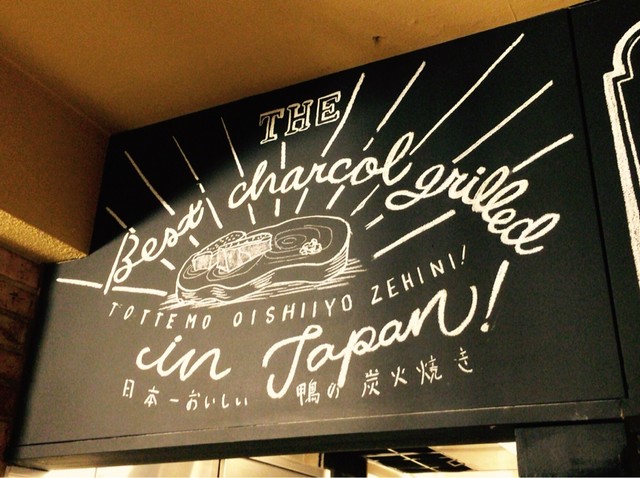 THE
Best charcol grilled
TOTTEMO OISHIIYO ZEHINI!
in Japan!
日本一おいしい 鴨の炭火焼き